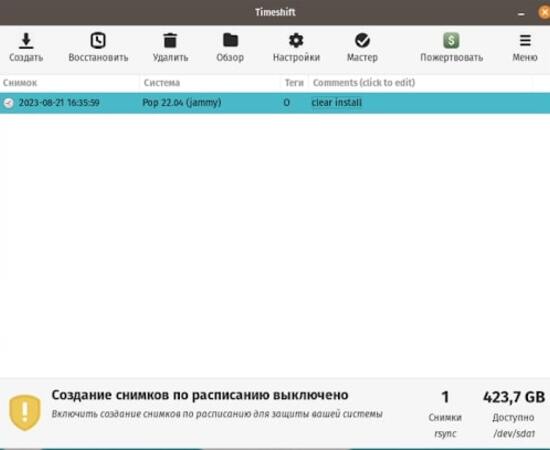 Timeshift
Создать Восстановить Удалить Обзор Настройки Мастер Пожертвовать Меню
Снимок Система Теги Comments (click to edit)
2023-08-21 16:35:59 Pop 22.04 (jammy) O clear install
Создание снимков по расписанию выключено 1 423,7 GB
Включить создание снимков по расписанию для защиты вашей системы Снимки Доступно
rsync /dev/sda1